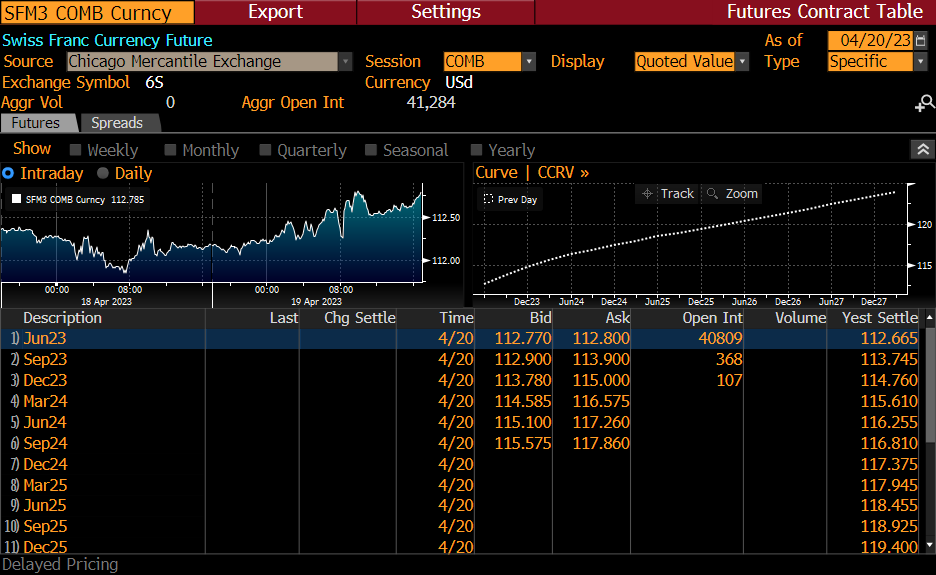 SFM3 COMB Curncy Export Settings Futures Contract Table
Swiss Franc Currency Future As of 04/20/23
Source Chicago Mercantile Exchange Session COMB Display Quoted Value Type Specific
Exchange Symbol 6S Currency USd
Aggr Vol 0 Aggr Open Int 41,284
Futures Spreads
Show Weekly Monthly Quarterly Seasonal Yearly
Intraday Daily
SFM3 COMB Curncy 112.785
112.50
112.00
00:00 08:00 00:00 08:00
18 Apr 2023 19 Apr 2023
Curve | CCRV »
Prev Day Track Zoom
120
115
Dec23 Jun24 Dec24 Jun25 Dec25 Jun26 Dec26 Jun27 Dec27
Description Last Chg Settle Time Bid Ask Open Int Volume Yest Settle
1) Jun23 4/20 112.770 112.800 40809 112.665
2) Sep23 4/20 112.900 113.900 368 113.745
3) Dec23 4/20 113.780 115.000 107 114.760
4) Mar24 4/20 114.585 116.575 115.610
5) Jun24 4/20 115.100 117.260 116.255
6) Sep24 4/20 115.575 117.860 116.810
7) Dec24 4/20 117.375
8) Mar25 4/20 117.945
9) Jun25 4/20 118.455
10) Sep25 4/20 118.925
11) Dec25 4/20 119.400
Delayed Pricing